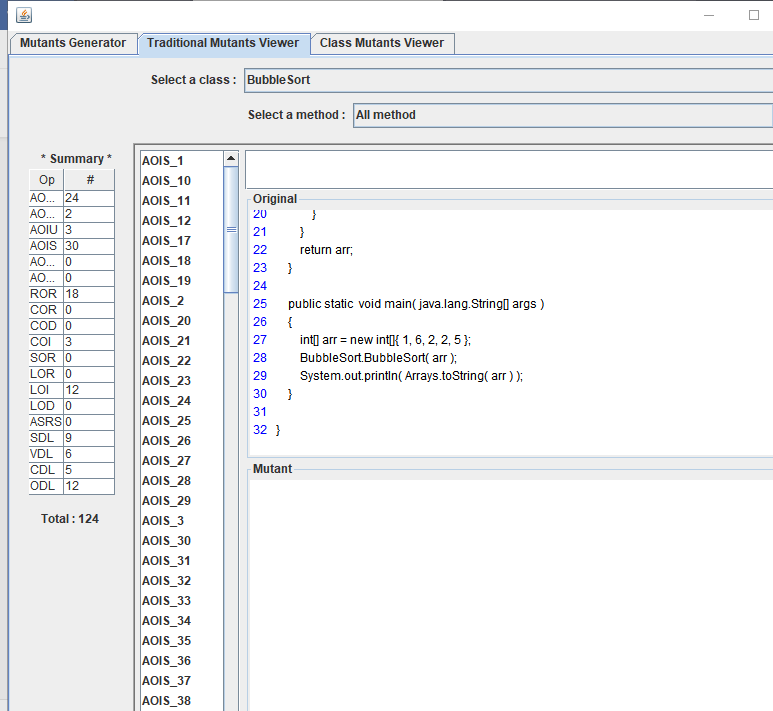 Mutants Generator Traditional Mutants Viewer Class Mutants Viewer
Select a class : BubbleSort
Select a method : All method
* Summary *
Op #
AO... 24
AO... 2
AOIU 3
AOIS 30
AO... 0
AO... 0
ROR 18
COR 0
COD 0
COI 3
SOR 0
LOR 0
LOI 12
LOD 0
ASRS 0
SDL 9
VDL 6
CDL 5
ODL 12
Total : 124
AOIS_1
AOIS_10
AOIS_11
AOIS_12
AOIS_17
AOIS_18
AOIS_19
AOIS_2
AOIS_20
AOIS_21
AOIS_22
AOIS_23
AOIS_24
AOIS_25
AOIS_26
AOIS_27
AOIS_28
AOIS_29
AOIS_3
AOIS_30
AOIS_31
AOIS_32
AOIS_33
AOIS_34
AOIS_35
AOIS_36
AOIS_37
AOIS_38
Original
20 }
21 }
22 return arr;
23 }
24
25 public static void main( java.lang.String[] args )
26 {
27 int[] arr = new int[]{ 1, 6, 2, 2, 5 };
28 BubbleSort.BubbleSort( arr );
29 System.out.println( Arrays.toString( arr ) );
30 }
31
32 }
Mutant